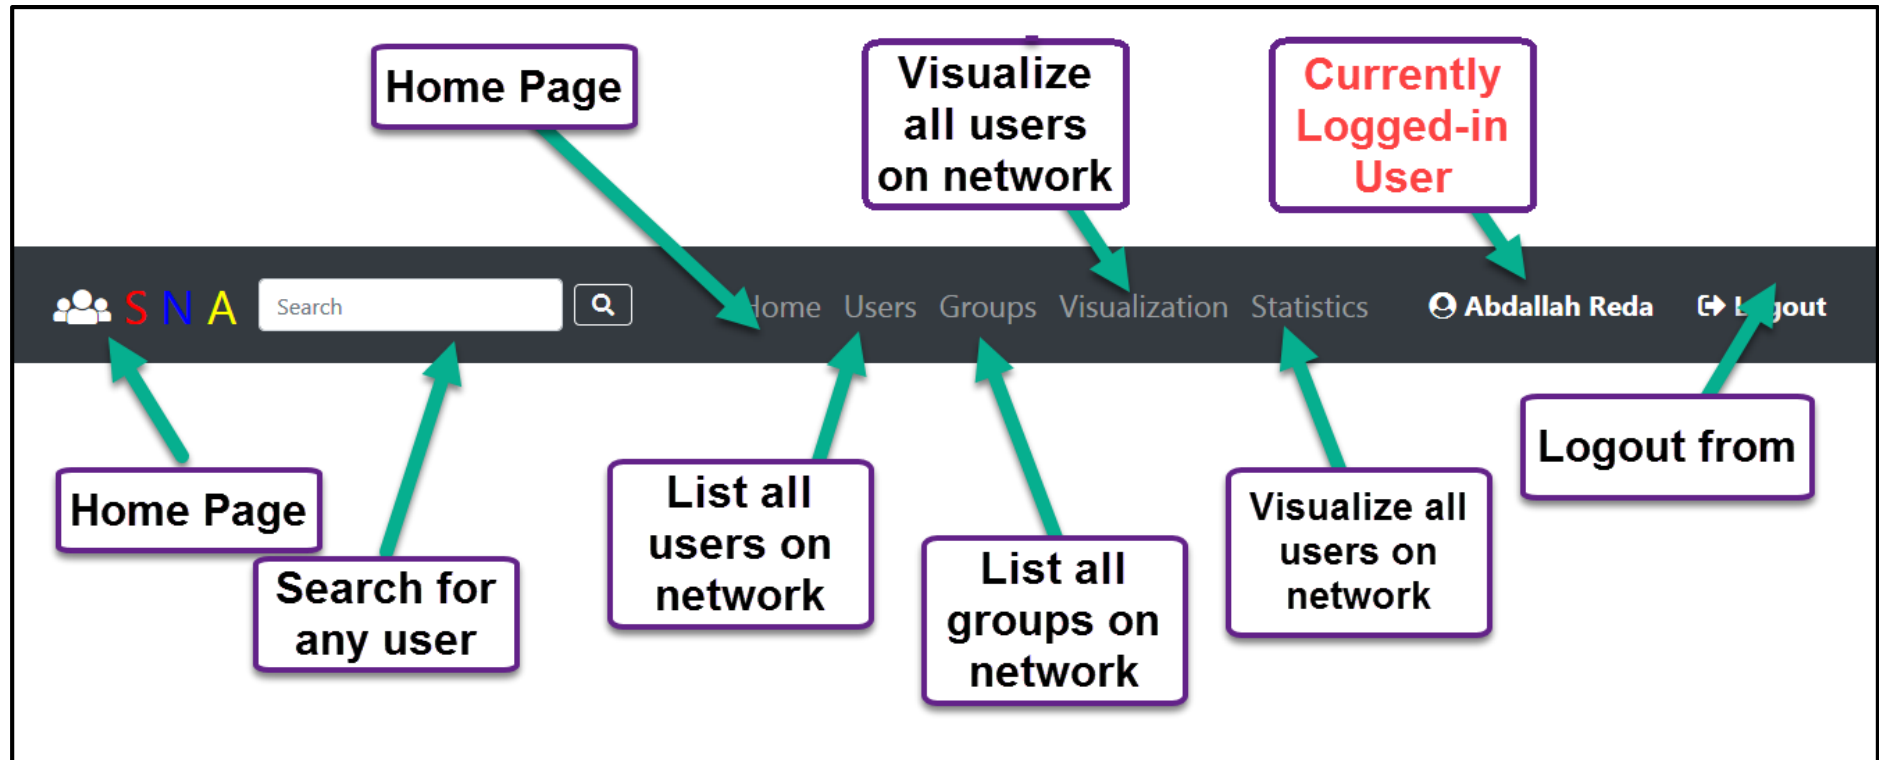 Home Page
Visualize
all users
on network
Currently
Logged-in
User
S N A
Search
Home Users Groups Visualization Statistics
Abdallah Reda
Logout
Home Page
Search for
any user
List all
users on
network
List all
groups on
network
Visualize all
users on
network
Logout from